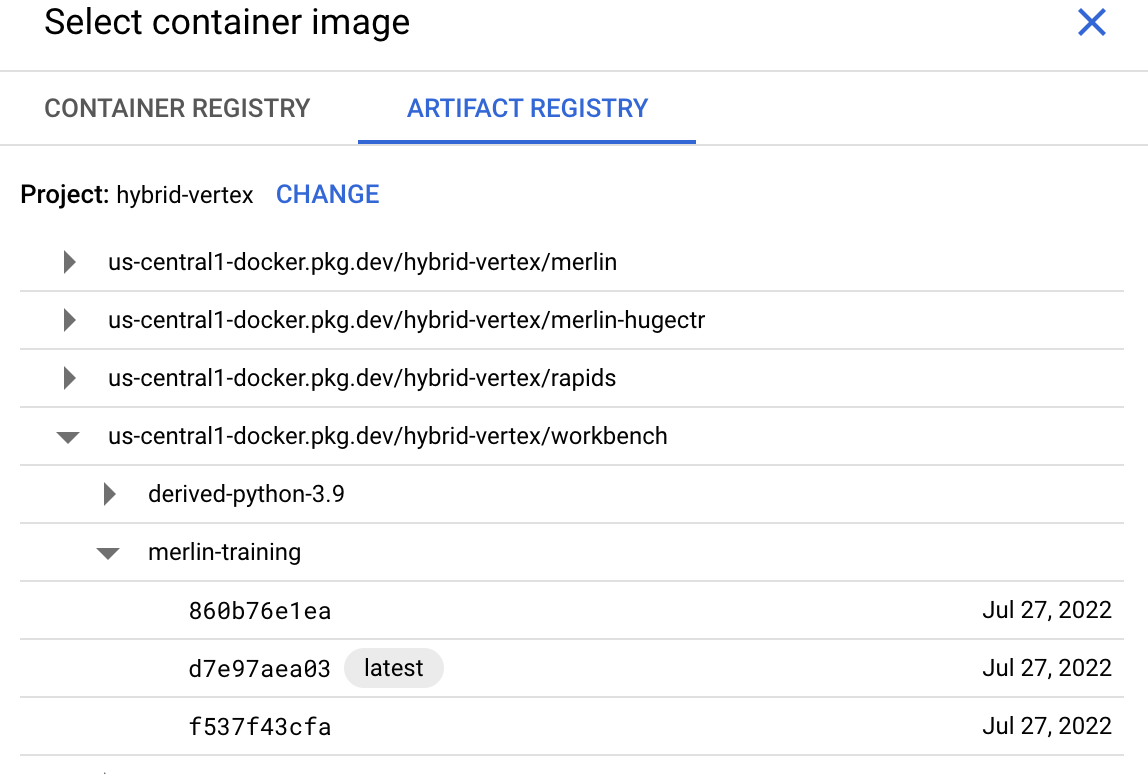 Select container image
CONTAINER REGISTRY ARTIFACT REGISTRY
Project: hybrid-vertex CHANGE
us-central1-docker.pkg.dev/hybrid-vertex/merlin
us-central1-docker.pkg.dev/hybrid-vertex/merlin-hugectr
us-central1-docker.pkg.dev/hybrid-vertex/rapids
us-central1-docker.pkg.dev/hybrid-vertex/workbench
derived-python-3.9
merlin-training
860b76e1ea Jul 27, 2022
d7e97aea03 latest Jul 27, 2022
f537f43cfa Jul 27, 2022